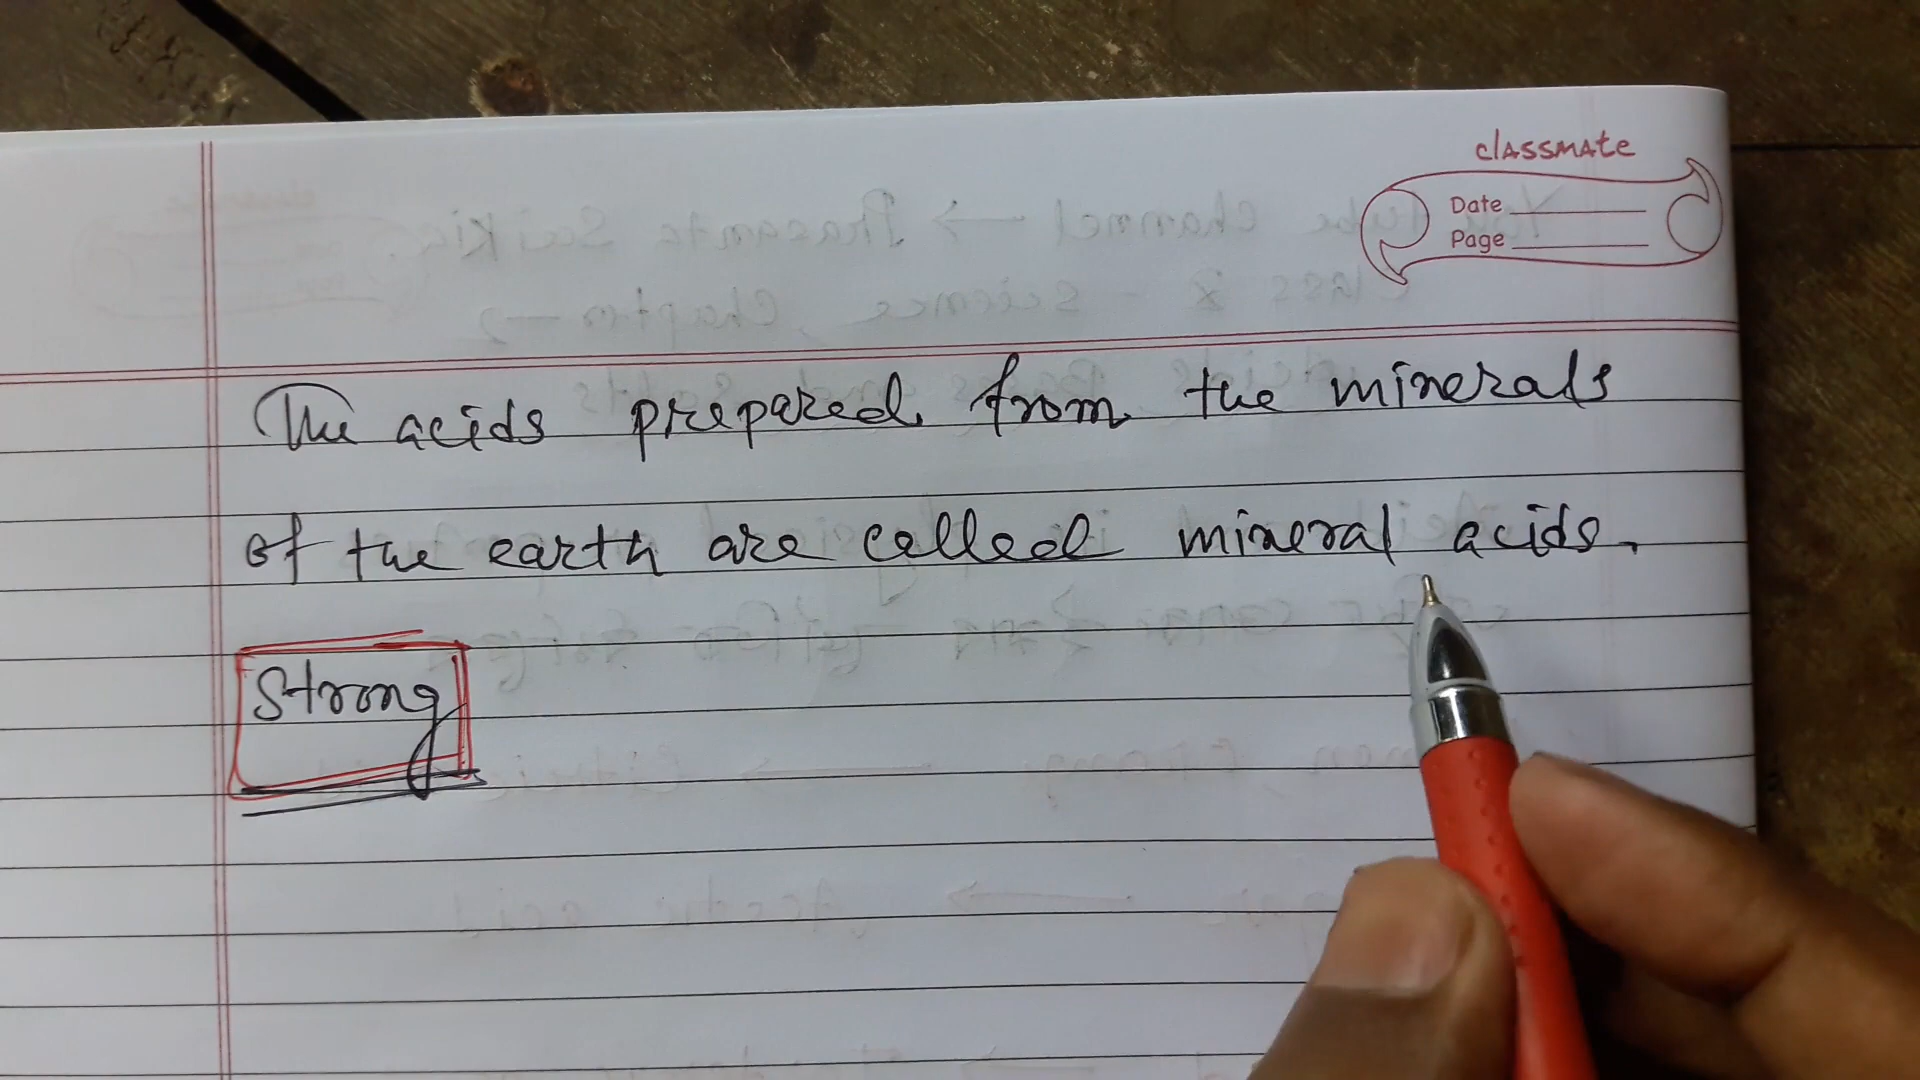 classmate
Date
Page
The acids prepared from the minerals
of the earth are called mineral acids.
Strong